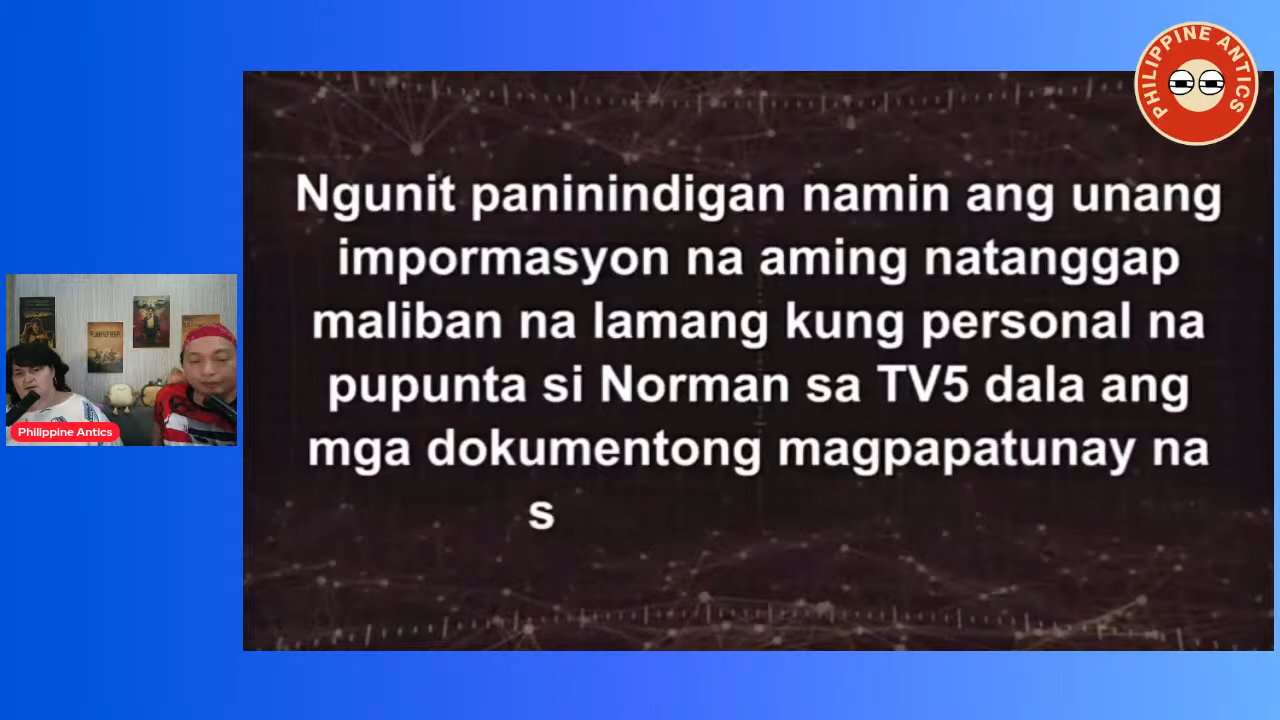 PHILIPPINE ANTICS
Ngunit paninindigan namin ang unang
impormasyon na aming natanggap
maliban na lamang kung personal na
pupunta si Norman sa TV5 dala ang
mga dokumentong magpapatunay na
s
Philippine Antics